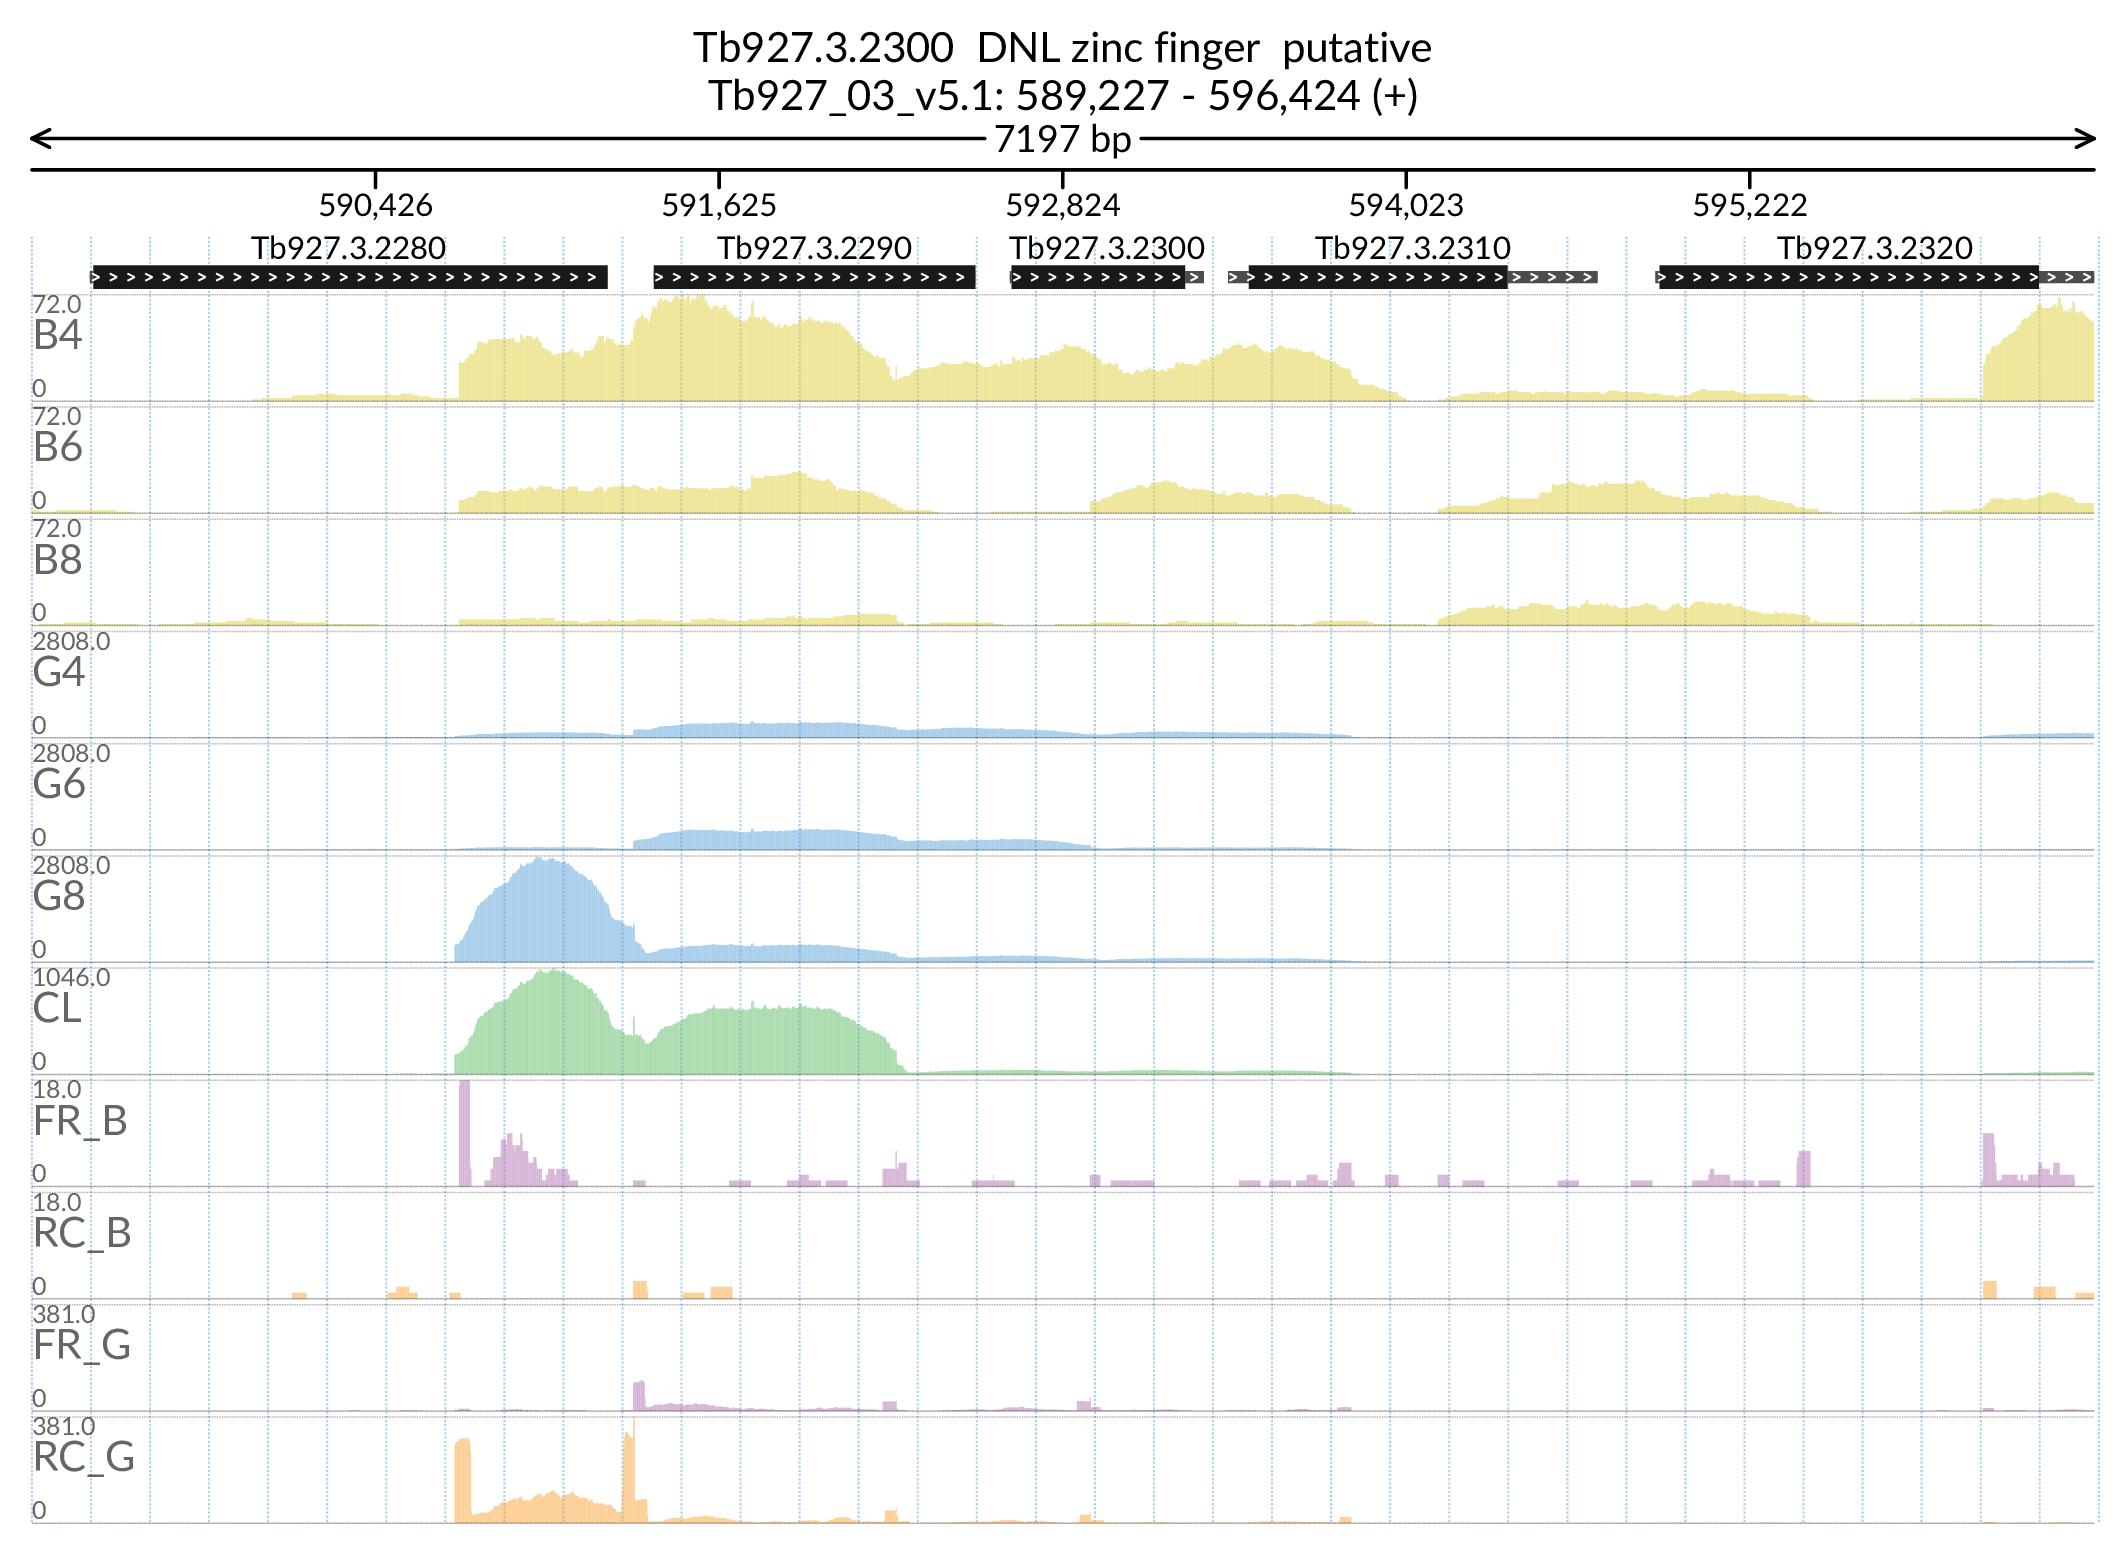 Tb927.3.2300  DNL zinc finger  putative
Tb927_03_v5.1: 589,227 - 596,424 (+)
7197 bp
590,426 591,625 592,824 594,023 595,222
Tb927.3.2280 Tb927.3.2290 Tb927.3.2300 Tb927.3.2310 Tb927.3.2320
72.0
B4
0
72.0
B6
0
72.0
B8
0
2808.0
G4
0
2808.0
G6
0
2808.0
G8
0
1046.0
CL
0
18.0
FR_B
0
18.0
RC_B
0
381.0
FR_G
0
381.0
RC_G
0